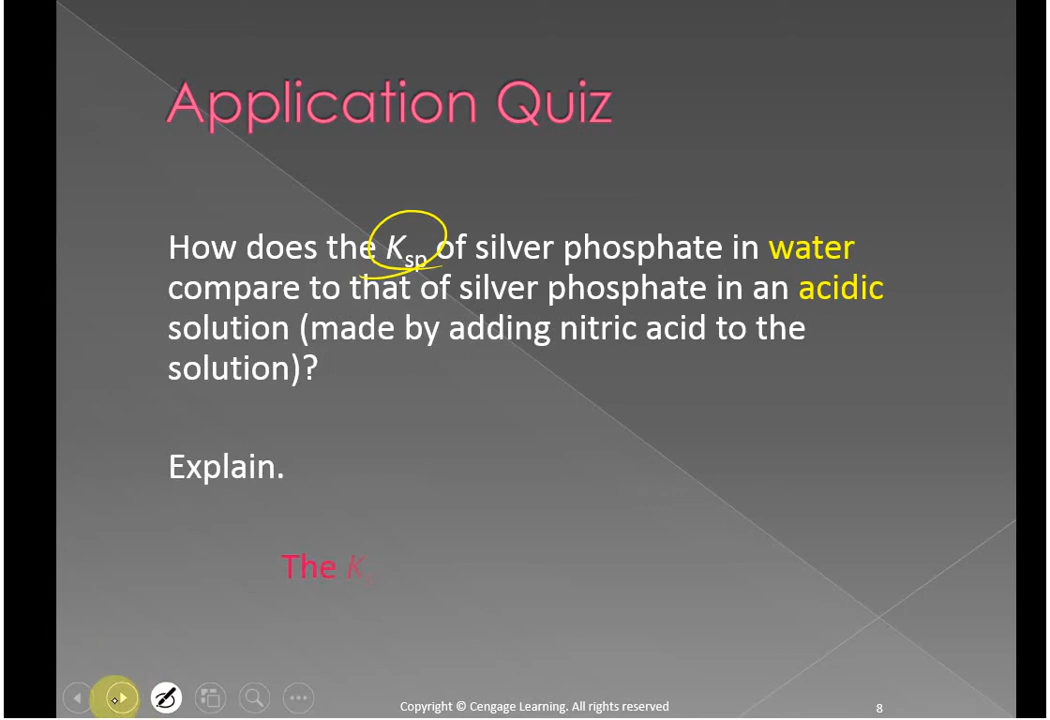 Application Quiz
How does the Ksp of silver phosphate in water
compare to that of silver phosphate in an acidic
solution (made by adding nitric acid to the
solution)?
Explain.
The K
Copyright © Cengage Learning. All rights reserved
8